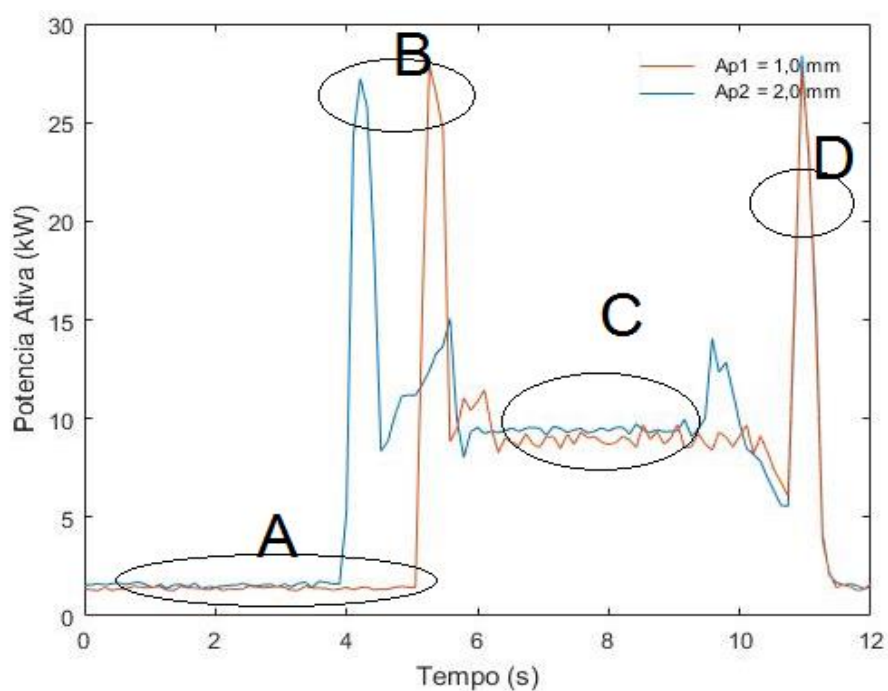 30
25
20
15
10
5
0
Potencia Ativa (kW)
B
Ap1 = 1,0 mm
Ap2 = 2,0 mm
D
C
A
0 2 4 6 8 10 12
Tempo (s)